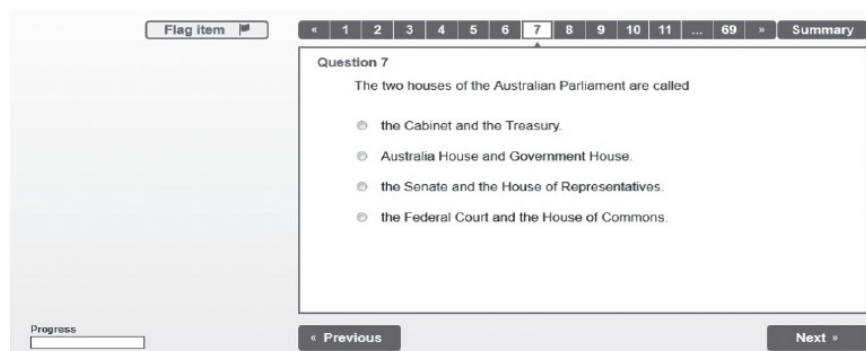 Flag item
« 1 2 3 4 5 6 7 8 9 10 11 ... 69 » Summary
Question 7
The two houses of the Australian Parliament are called
the Cabinet and the Treasury.
Australia House and Government House.
the Senate and the House of Representatives.
the Federal Court and the House of Commons.
Progress
« Previous
Next »